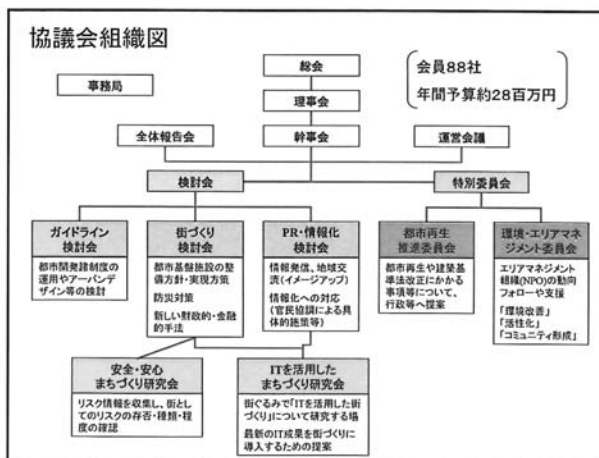 協議会組織図
事務局
総会
理事会
会員88社
年間予算約28百万円
全体報告会
幹事会
運営会議
検討会
特別委員会
ガイドライン
検討会
都市開発諸制度の
運用やアーバンデ
ザイン等の検討
街づくり
検討会
都市基盤施設の整
備方針・実現方策
防災対策
新しい財政的・金融
的手法
PR・情報化
検討会
情報発信、地域交
流(イメージアップ)
情報化への対応
(官民協調による具
体的施策等)
都市再生
推進委員会
都市再生や建築基
準法改正にかかる
事項等について、
行政等へ提案
環境・エリアマネ
ジメント委員会
エリアマネジメント
組織(NPO)の動向
フォローや支援
「環境改善」
「活性化」
「コミュニティ形成」
安全・安心
まちづくり研究会
リスク情報を収集し、街とし
てのリスクの存否・種類・程
度の確認
ITを活用した
まちづくり研究会
街ぐるみで「ITを活用した街
づくり」について研究する場
最新のIT成果を街づくりに
導入するための提案